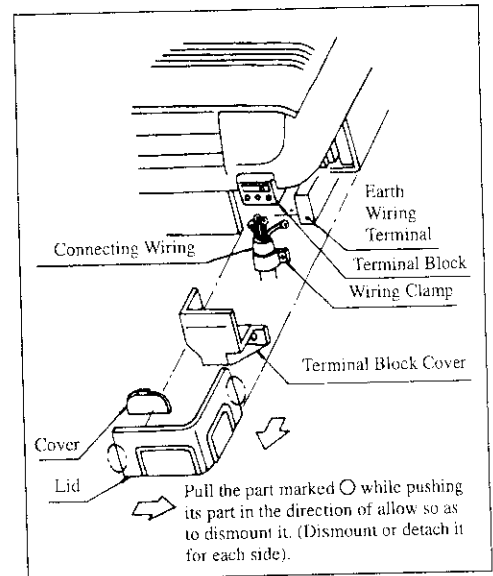 Earth
Wiring
Terminal
Connecting Wiring
Terminal Block
Wiring Clamp
Terminal Block Cover
Cover
Lid
Pull the part marked ○ while pushing
its part in the direction of allow so as
to dismount it. (Dismount or detach it
for each side).